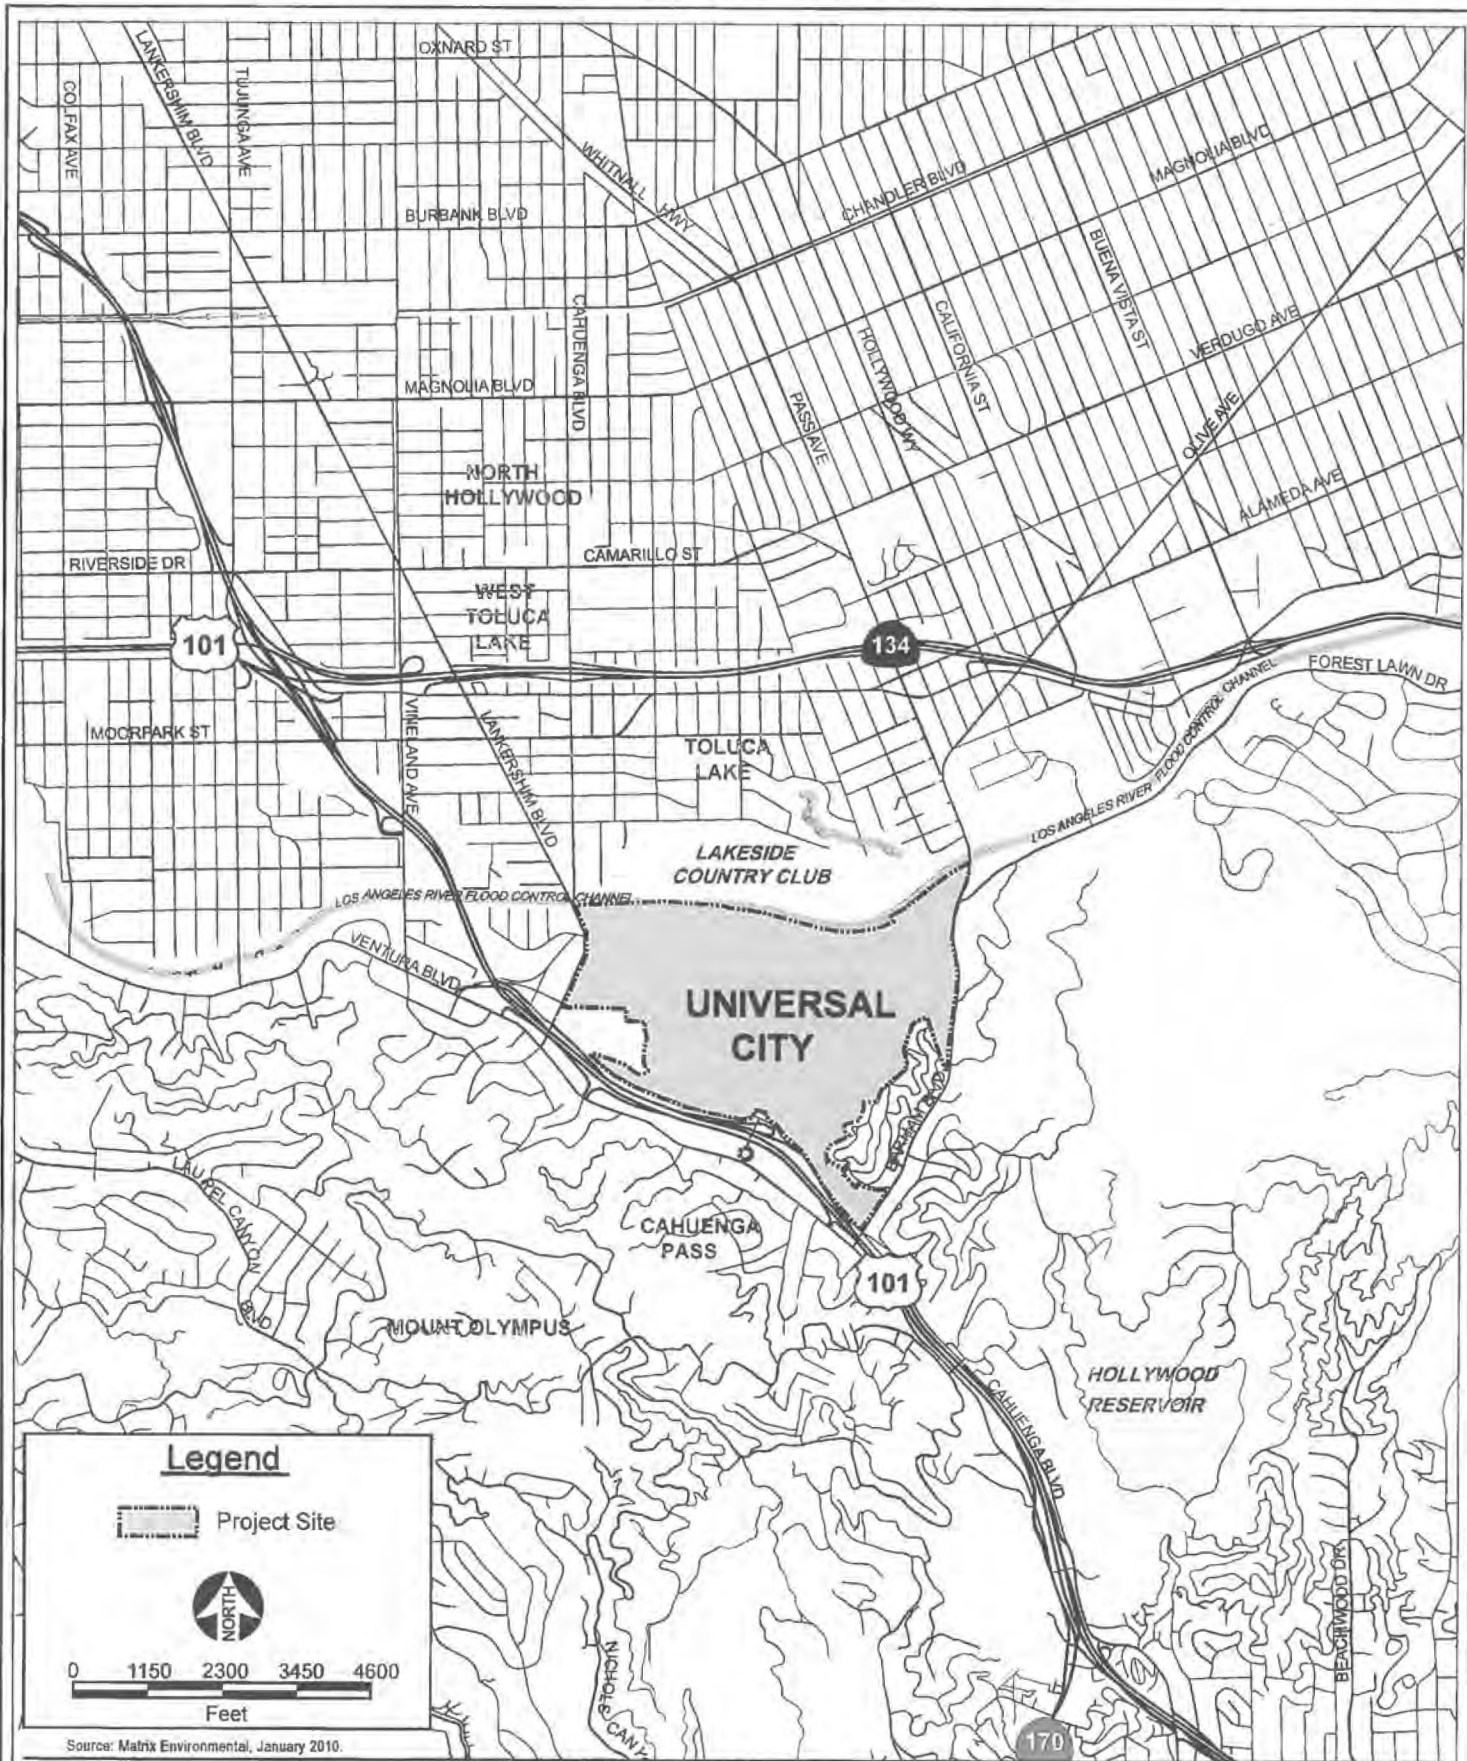 OXNARD ST
LANKERSHIM BLVD
TUJUNGA AVE
COLFAX AVE
WHITNALL HWY
MAGNOLIA BLVD
CHANDLER BLVD
BURBANK BLVD
BUENA VISTA ST
CAHUENGA BLVD
CALIFORNIA ST
HOLLYWOOD WY
VERDUGO AVE
MAGNOLIA BLVD
PASS AVE
OLIVE AVE
NORTH
HOLLYWOOD
ALAMEDA AVE
CAMARILLO ST
RIVERSIDE DR
WEST
TOLUCA
LAKE
101
134
FOREST LAWN DR
LOS ANGELES RIVER FLOOD CONTROL CHANNEL
MOORPARK ST
VINELAND AVE
LANKERSHIM BLVD
TOLUCA
LAKE
LAKESIDE
COUNTRY CLUB
LOS ANGELES RIVER FLOOD CONTROL CHANNEL
VENTURA BLVD
UNIVERSAL
CITY
BARHAM BLVD
LAUREL CANYON
BLVD
CAHUENGA
PASS
101
MOUNT OLYMPUS
HOLLYWOOD
RESERVOIR
CAHUENGA BLVD
BEACHWOOD DR
NICHOLS CANY
101
170
Legend
Project Site
NORTH
0 1150 2300 3450 4600
Feet
Source: Matrix Environmental, January 2010.